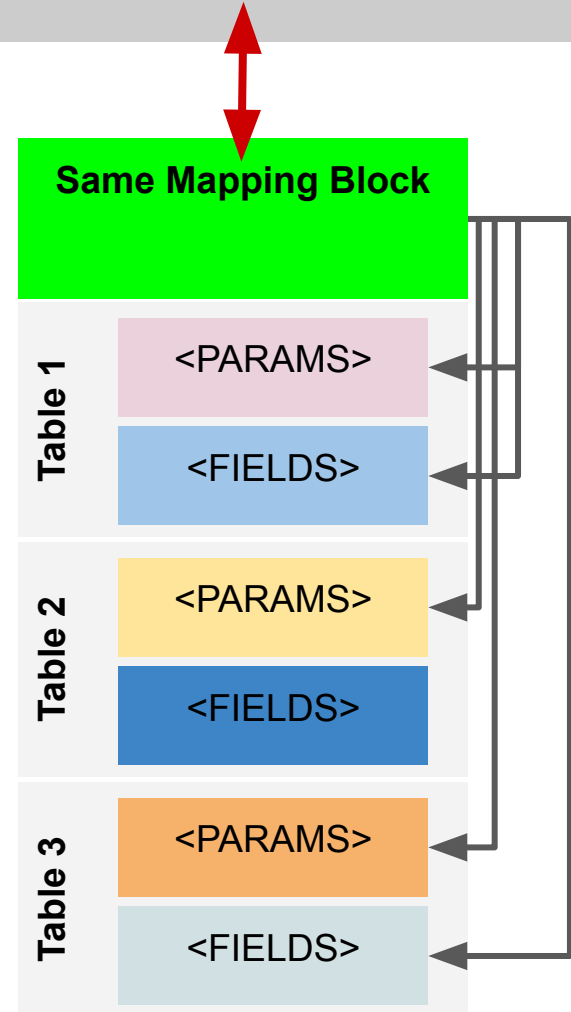 Same Mapping Block
Table 1
<PARAMS>
<FIELDS>
Table 2
<PARAMS>
<FIELDS>
Table 3
<PARAMS>
<FIELDS>